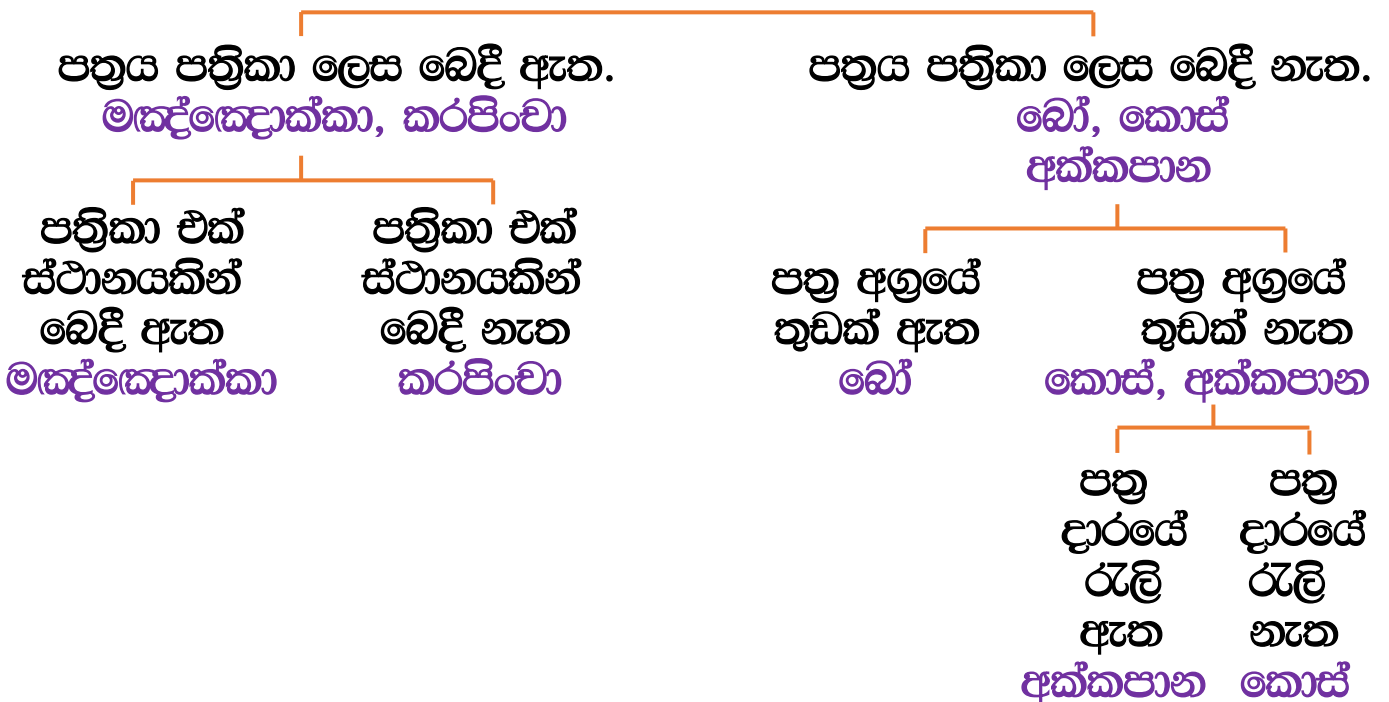 පත්‍රය පත්‍රිකා ලෙස බෙදී ඇත.
මඤ්ඤොක්කා, කරපිංචා
පත්‍රය පත්‍රිකා ලෙස බෙදී නැත.
බෝ, කොස්
අක්කපාන
පත්‍රිකා එක්
ස්ථානයකින්
බෙදී ඇත
මඤ්ඤොක්කා
පත්‍රිකා එක්
ස්ථානයකින්
බෙදී නැත
කරපිංචා
පත්‍ර අග්‍රයේ
තුඩක් ඇත
බෝ
පත්‍ර අග්‍රයේ
තුඩක් නැත
කොස්, අක්කපාන
පත්‍ර
දාරයේ
රැලි
ඇත
අක්කපාන
පත්‍ර
දාරයේ
රැලි
නැත
කොස්